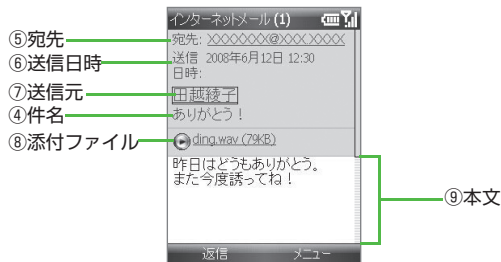 インターネットメール (1)
⑤宛先
宛先: XXXXXXX@XXX.XXXX
⑥送信日時
送信 2008年6月12日 12:30
日時:
⑦送信元
田越綾子
④件名
ありがとう！
⑧添付ファイル
ding.wav (79KB)
昨日はどうもありがとう。
また今度誘ってね！
⑨本文
返信 メニュー